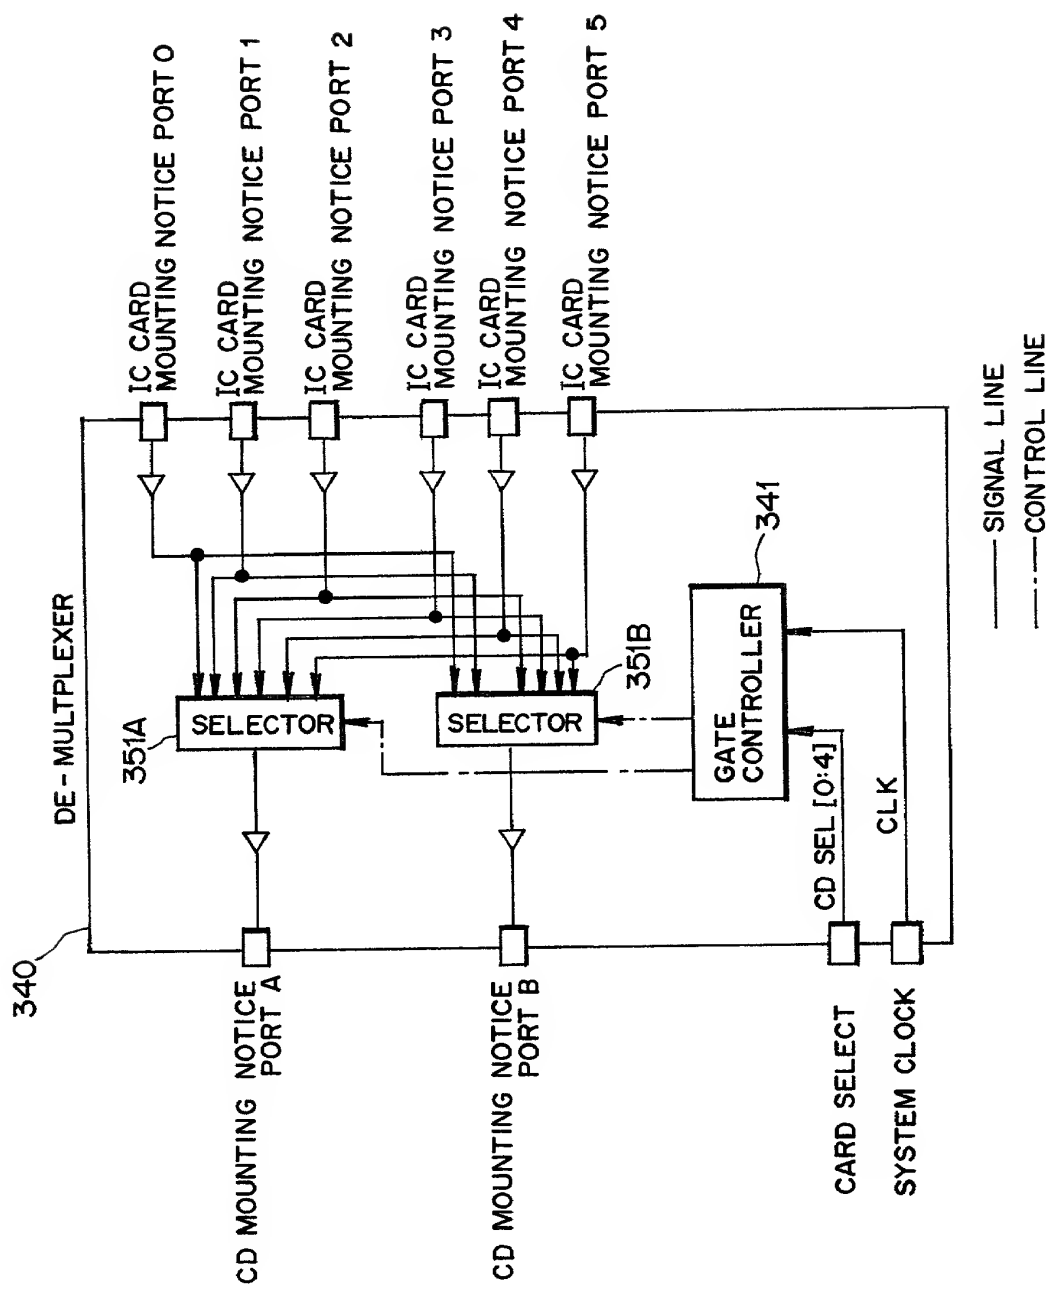 340
DE-MULTPLEXER
IC CARD
MOUNTING NOTICE PORT 0
IC CARD
MOUNTING NOTICE PORT 1
IC CARD
MOUNTING NOTICE PORT 2
IC CARD
MOUNTING NOTICE PORT 3
IC CARD
MOUNTING NOTICE PORT 4
IC CARD
MOUNTING NOTICE PORT 5
351A
SELECTOR
351B
SELECTOR
341
GATE
CONTROLLER
CD SEL [0:4]
CLK
CD MOUNTING NOTICE
PORT A
CD MOUNTING NOTICE
PORT B
CARD SELECT
SYSTEM CLOCK
SIGNAL LINE
CONTROL LINE